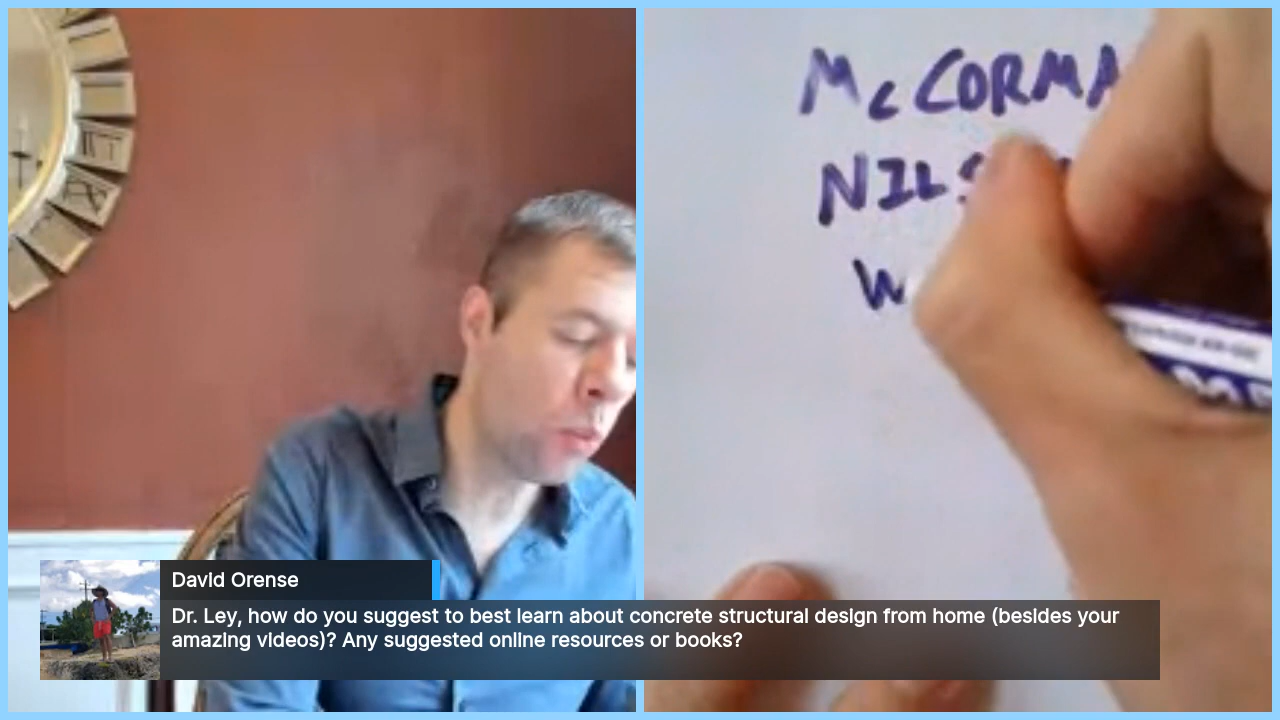 McCORMA
NILS
W
David Orense
Dr. Ley, how do you suggest to best learn about concrete structural design from home (besides your
amazing videos)? Any suggested online resources or books?